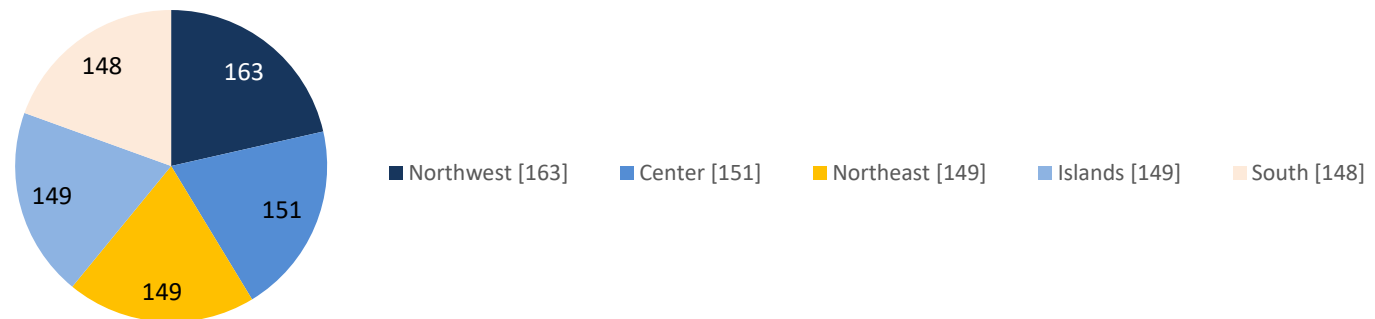 148
163
149
151
149
Northwest [163]
Center [151]
Northeast [149]
Islands [149]
South [148]